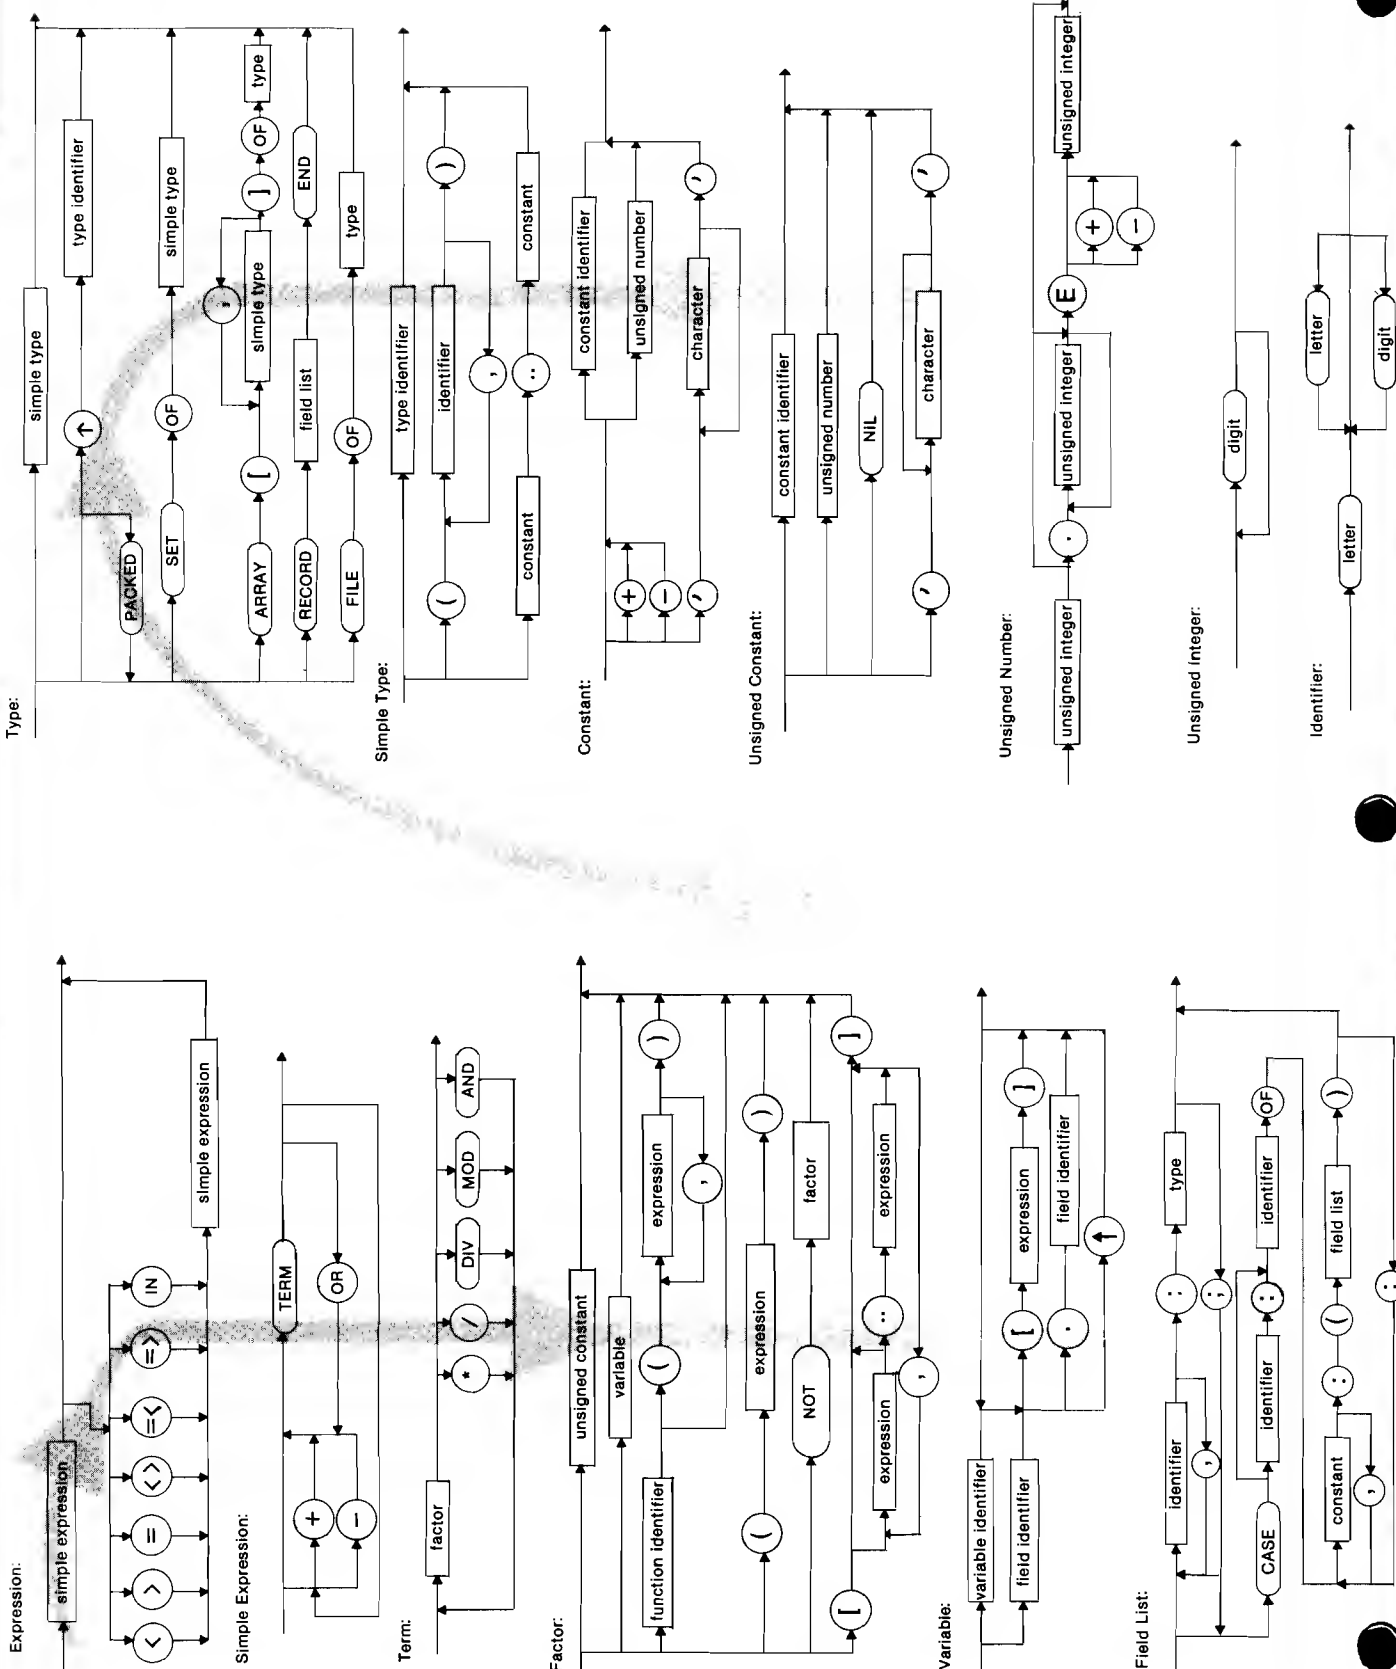 Expression:
simple expression
< > = <> <= >= IN
simple expression
Simple Expression:
TERM
+
- OR
Term:
factor
* / DIV MOD AND
Factor:
unsigned constant
variable
function identifier ( expression )
,
( expression )
NOT factor
[ expression .. expression ]
,
Variable:
variable identifier
field identifier [ expression ]
. field identifier
↑
Field List:
identifier : type
, ;
CASE identifier : identifier OF
constant : ( field list )
, ;
Type:
simple type
↑ type identifier
PACKED
SET OF simple type
,
ARRAY [ simple type ] OF type
RECORD field list END
FILE OF type
Simple Type:
type identifier
( identifier )
,
constant .. constant
Constant:
constant identifier
+ unsigned number
-
' character '
Unsigned Constant:
constant identifier
unsigned number
NIL
' character '
Unsigned Number:
unsigned integer . unsigned integer E + unsigned integer
-
Unsigned Integer:
digit
Identifier:
letter letter
digit